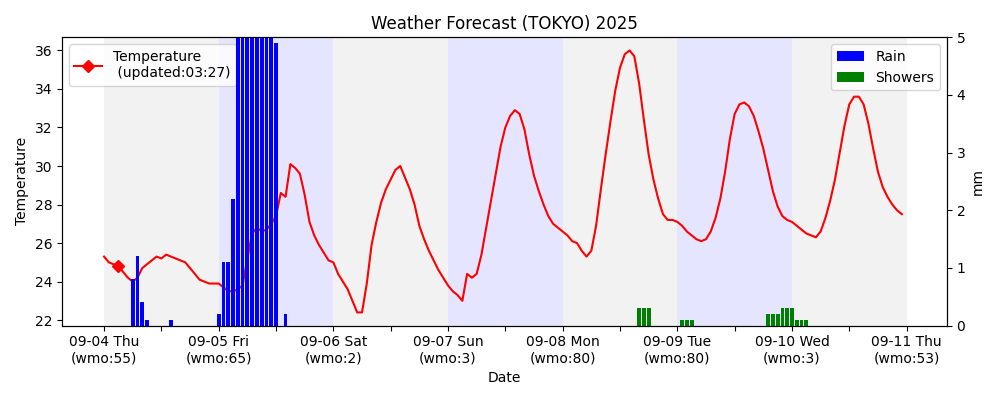 Weather Forecast (TOKYO) 2025
Temperature
(updated:03:27)
Rain
Showers
Temperature
36
34
32
30
28
26
24
22
5
4
3
2
1
0
mm
09-04 Thu
(wmo:55)
09-05 Fri
(wmo:65)
09-06 Sat
(wmo:2)
09-07 Sun
(wmo:3)
09-08 Mon
(wmo:80)
09-09 Tue
(wmo:80)
09-10 Wed
(wmo:3)
09-11 Thu
(wmo:53)
Date